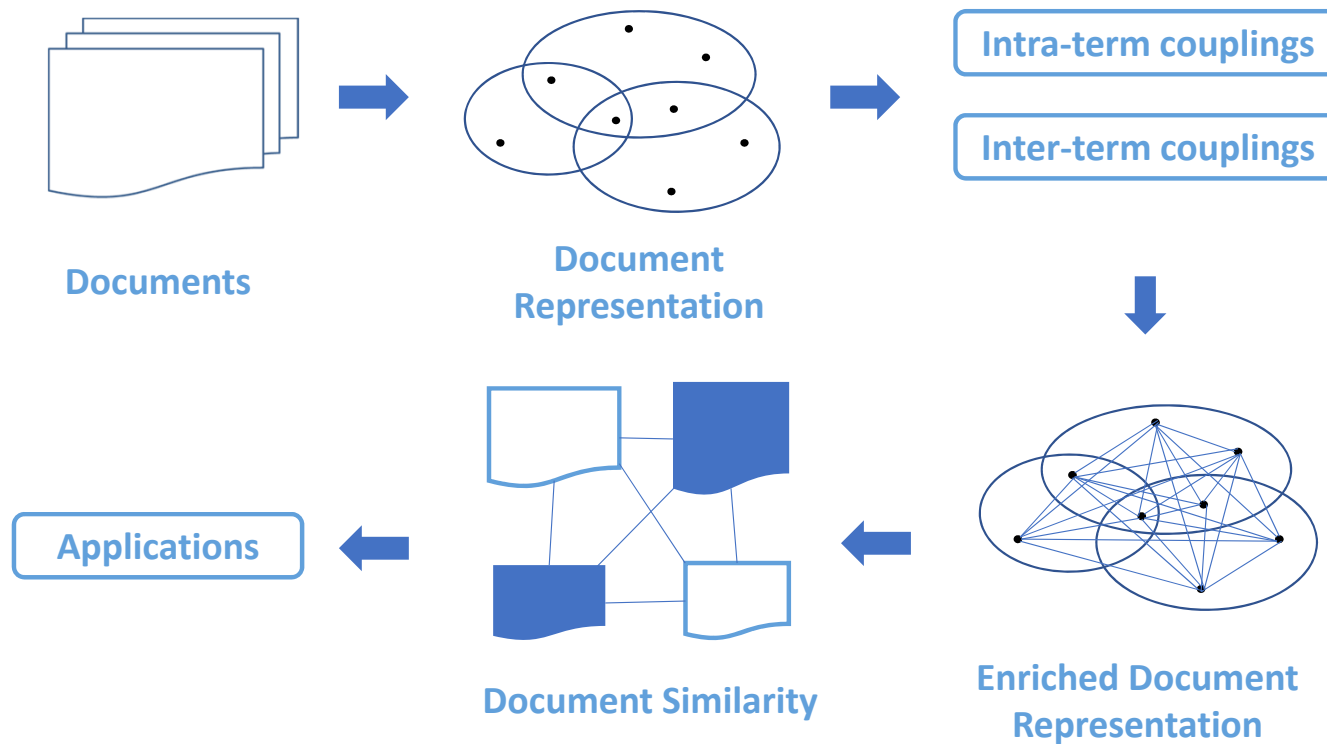 Intra-term couplings
Inter-term couplings
Documents
Document
Representation
Applications
Document Similarity
Enriched Document
Representation